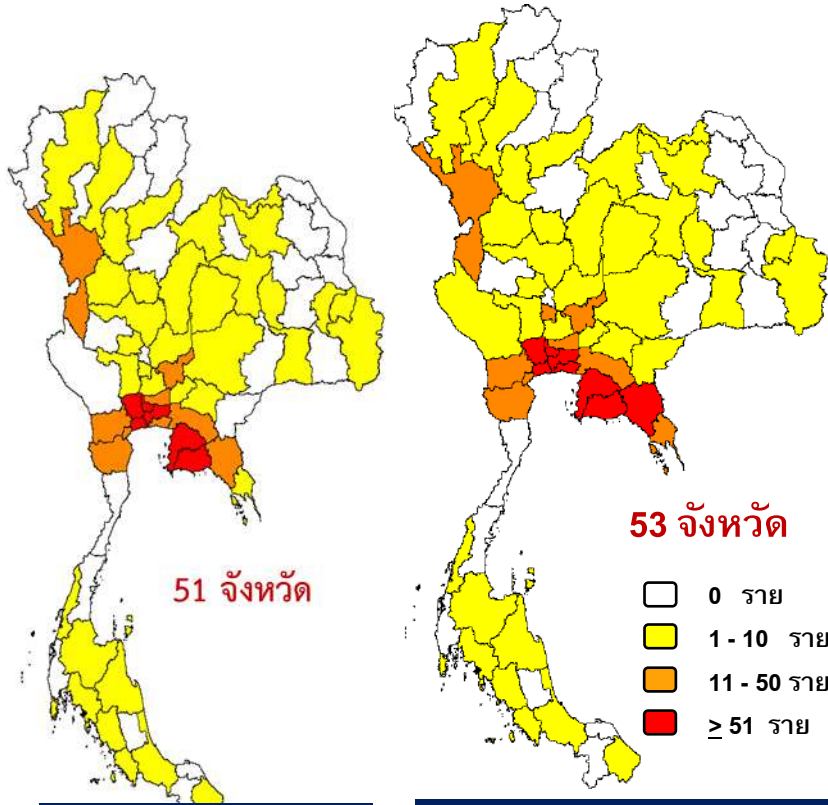 51 จังหวัด
53 จังหวัด
0 ราย
1 - 10 ราย
11 - 50 ราย
≥ 51 ราย